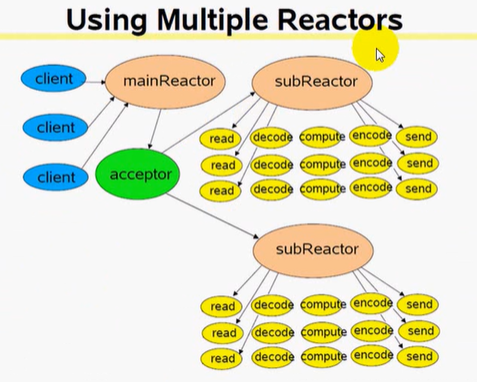 Using Multiple Reactors
client
mainReactor
subReactor
client
read decode compute encode send
read decode compute encode send
client
acceptor
read decode compute encode send
subReactor
read decode compute encode send
read decode compute encode send
read decode compute encode send